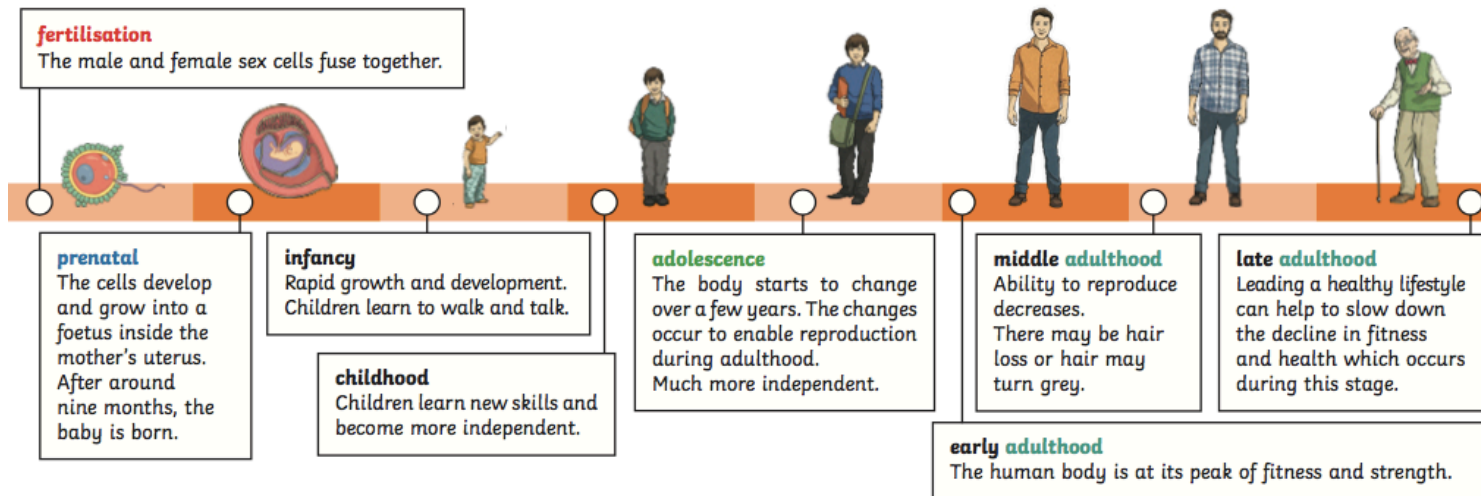 fertilisation
The male and female sex cells fuse together.
prenatal
The cells develop
and grow into a
foetus inside the
mother's uterus.
After around
nine months, the
baby is born.
infancy
Rapid growth and development.
Children learn to walk and talk.
childhood
Children learn new skills and
become more independent.
adolescence
The body starts to change
over a few years. The changes
occur to enable reproduction
during adulthood.
Much more independent.
early adulthood
The human body is at its peak of fitness and strength.
middle adulthood
Ability to reproduce
decreases.
There may be hair
loss or hair may
turn grey.
late adulthood
Leading a healthy lifestyle
can help to slow down
the decline in fitness
and health which occurs
during this stage.